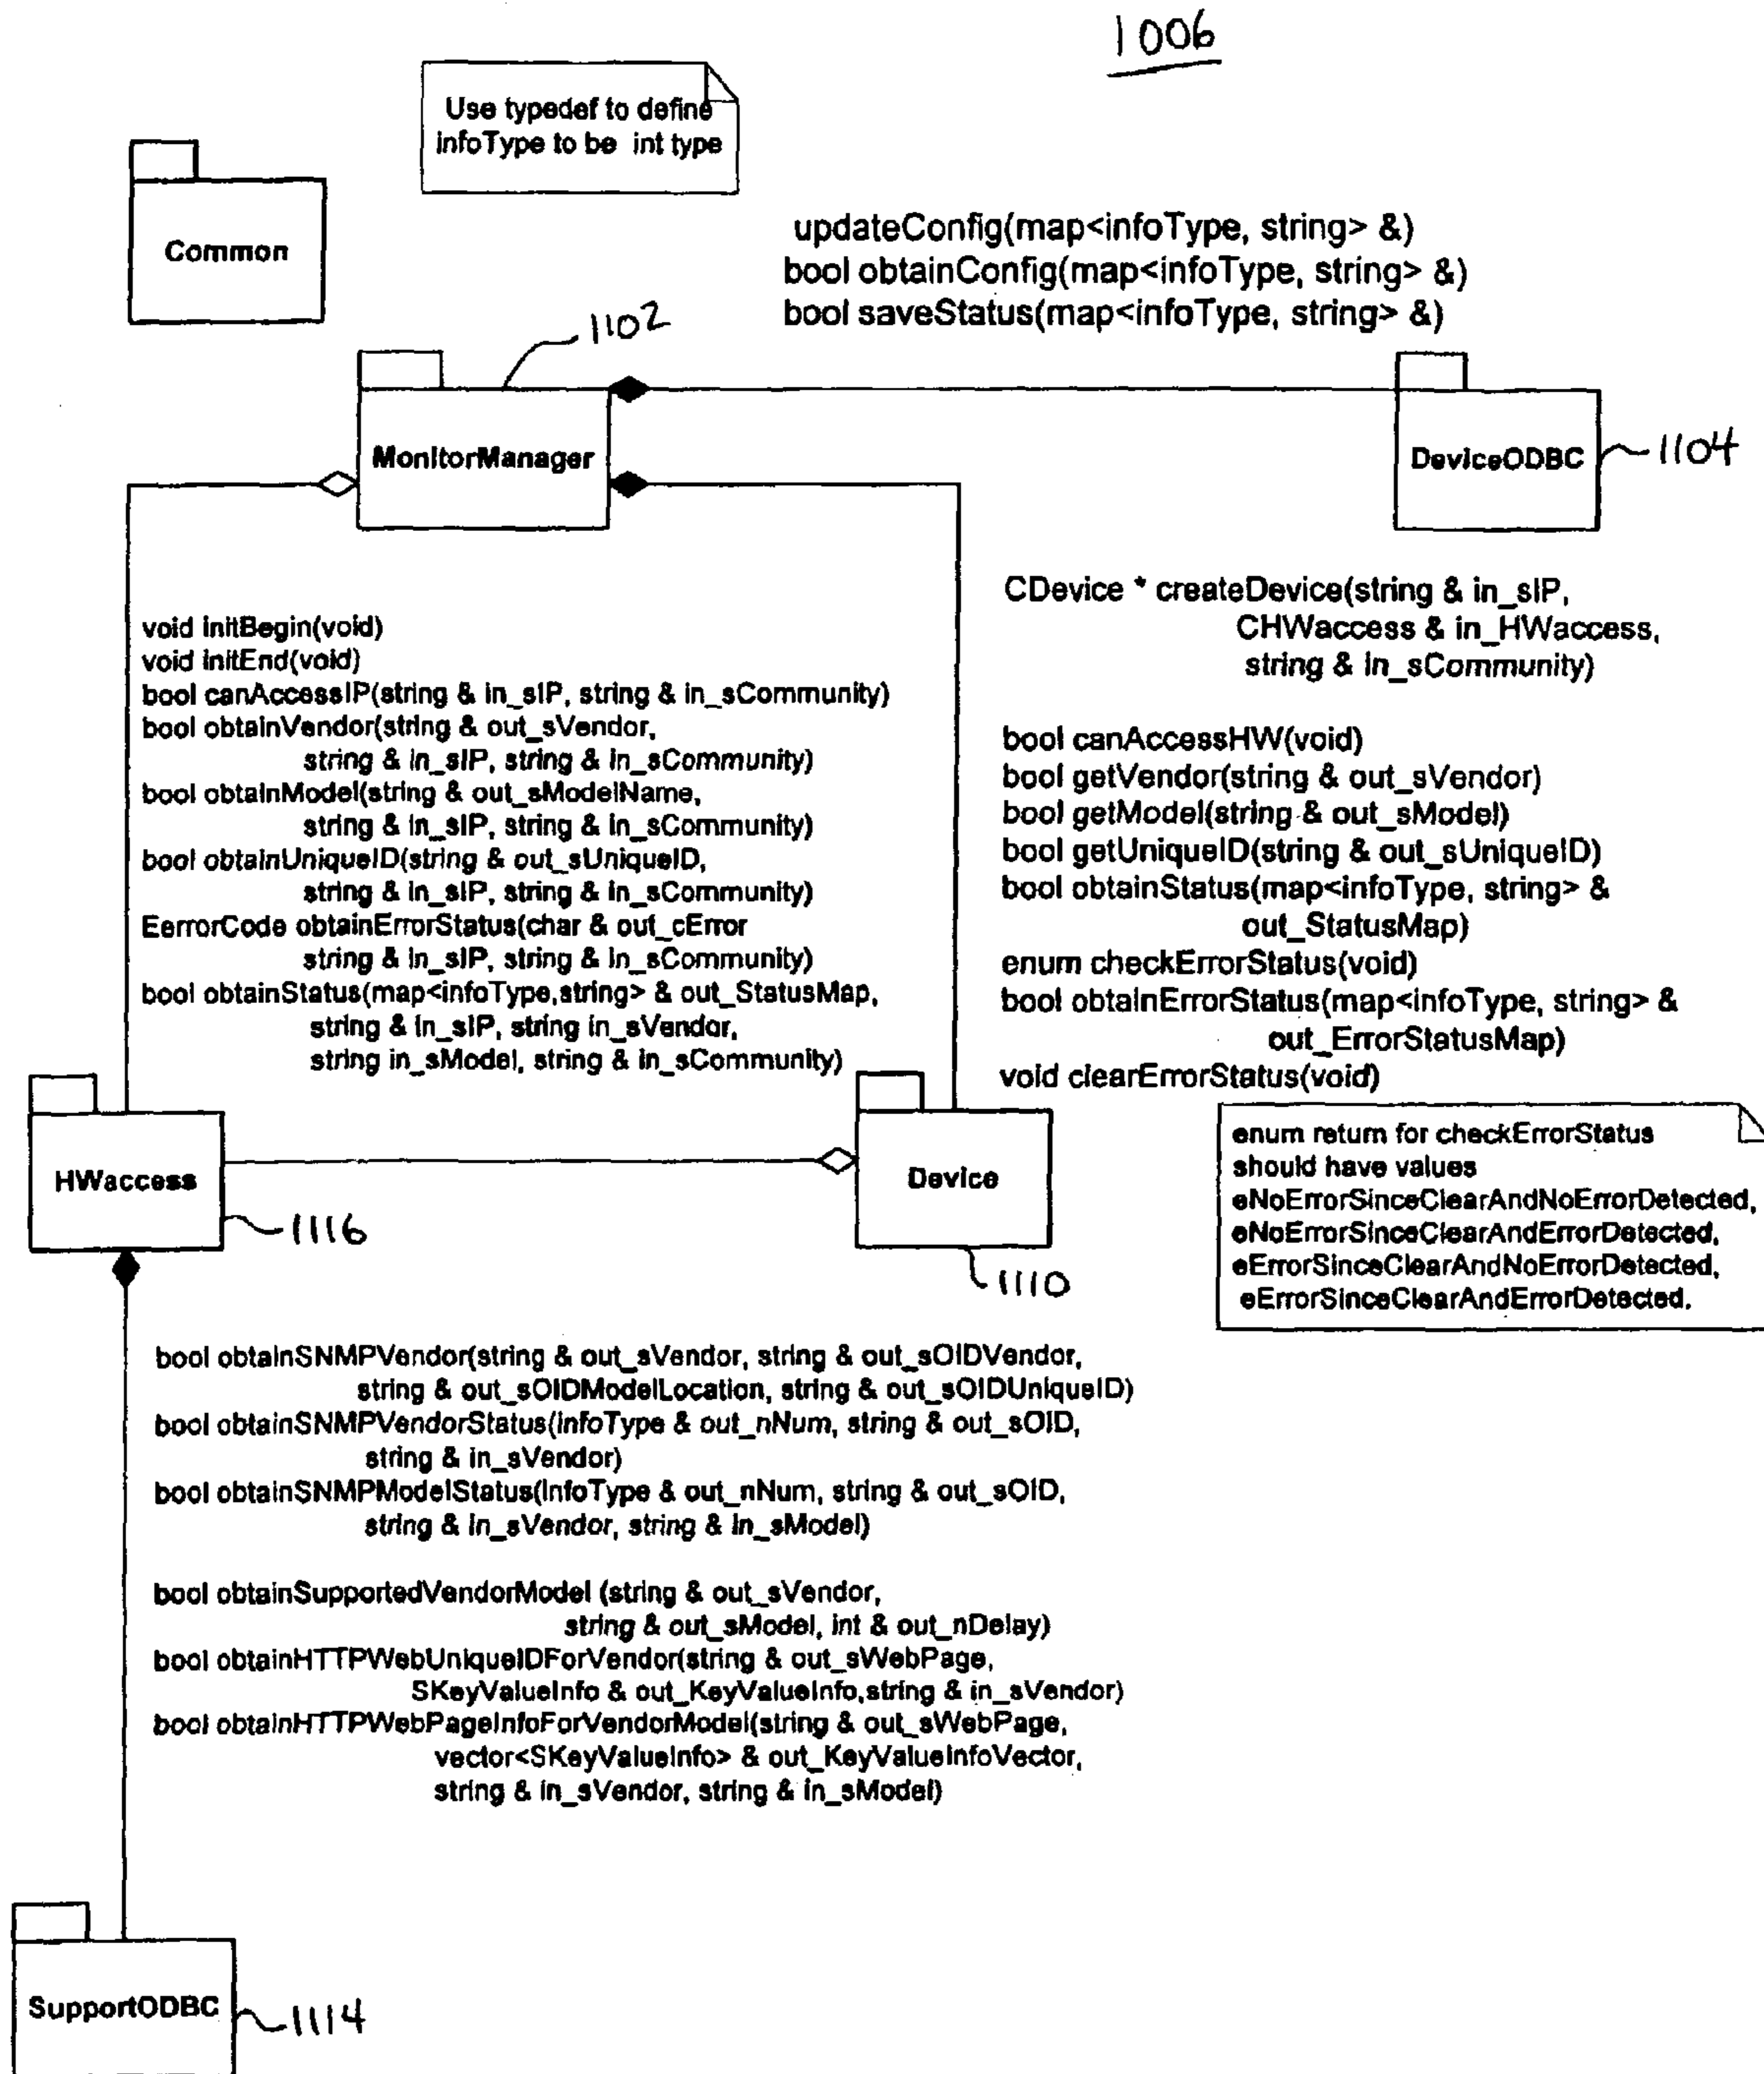 1006
Use typedef to define
infoType to be int type
Common
updateConfig(map<infoType, string> &)
bool obtainConfig(map<infoType, string> &)
bool saveStatus(map<infoType, string> &)
1102
MonitorManager
DeviceODBC
1104
void initBegin(void)
void initEnd(void)
bool canAccessIP(string & in_sIP, string & in_sCommunity)
bool obtainVendor(string & out_sVendor,
string & in_sIP, string & in_sCommunity)
bool obtainModel(string & out_sModelName,
string & in_sIP, string & in_sCommunity)
bool obtainUniqueID(string & out_sUniqueID,
string & in_sIP, string & in_sCommunity)
EerrorCode obtainErrorStatus(char & out_cError
string & in_sIP, string & in_sCommunity)
bool obtainStatus(map<infoType,string> & out_StatusMap,
string & in_sIP, string in_sVendor,
string in_sModel, string & in_sCommunity)
CDevice * createDevice(string & in_sIP,
CHWaccess & in_HWaccess,
string & in_sCommunity)
bool canAccessHW(void)
bool getVendor(string & out_sVendor)
bool getModel(string & out_sModel)
bool getUniqueID(string & out_sUniqueID)
bool obtainStatus(map<infoType, string> &
out_StatusMap)
enum checkErrorStatus(void)
bool obtainErrorStatus(map<infoType, string> &
out_ErrorStatusMap)
void clearErrorStatus(void)
HWaccess
1116
Device
1110
enum return for checkErrorStatus
should have values
eNoErrorSinceClearAndNoErrorDetected,
eNoErrorSinceClearAndErrorDetected,
eErrorSinceClearAndNoErrorDetected,
eErrorSinceClearAndErrorDetected.
bool obtainSNMPVendor(string & out_sVendor, string & out_sOIDVendor,
string & out_sOIDModelLocation, string & out_sOIDUniqueID)
bool obtainSNMPVendorStatus(infoType & out_nNum, string & out_sOID,
string & in_sVendor)
bool obtainSNMPModelStatus(infoType & out_nNum, string & out_sOID,
string & in_sVendor, string & in_sModel)
bool obtainSupportedVendorModel (string & out_sVendor,
string & out_sModel, int & out_nDelay)
bool obtainHTTPWebUniqueIDForVendor(string & out_sWebPage,
SKeyValueInfo & out_KeyValueInfo,string & in_sVendor)
bool obtainHTTPWebPageInfoForVendorModel(string & out_sWebPage,
vector<SKeyValueInfo> & out_KeyValueInfoVector,
string & in_sVendor, string & in_sModel)
SupportODBC
1114